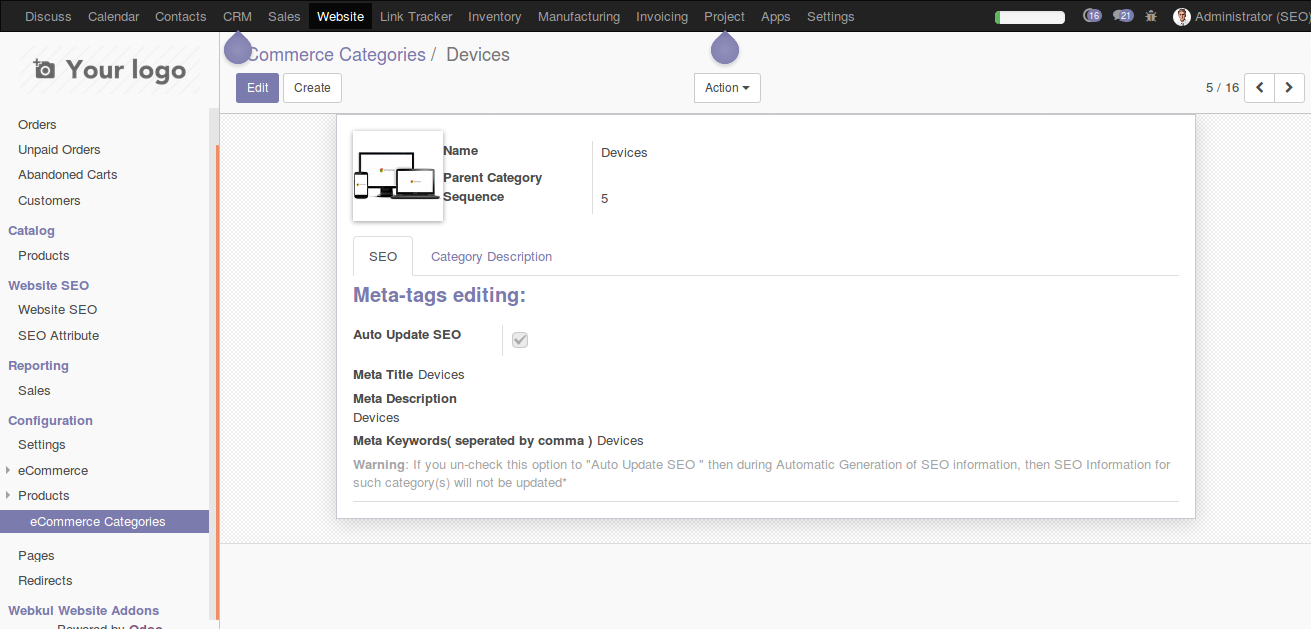 Discuss Calendar Contacts CRM Sales Website Link Tracker Inventory Manufacturing Invoicing Project Apps Settings 16 21 Administrator (SEO)
Your logo
Commerce Categories / Devices
Edit Create Action 5 / 16
Orders
Unpaid Orders
Abandoned Carts
Customers
Catalog
Products
Website SEO
Website SEO
SEO Attribute
Reporting
Sales
Configuration
Settings
eCommerce
Products
eCommerce Categories
Pages
Redirects
Webkul Website Addons
Powered by Odoo
Name Devices
Parent Category
Sequence 5
SEO Category Description
Meta-tags editing:
Auto Update SEO
Meta Title Devices
Meta Description
Devices
Meta Keywords( seperated by comma ) Devices
Warning: If you un-check this option to "Auto Update SEO " then during Automatic Generation of SEO information, then SEO Information for
such category(s) will not be updated*